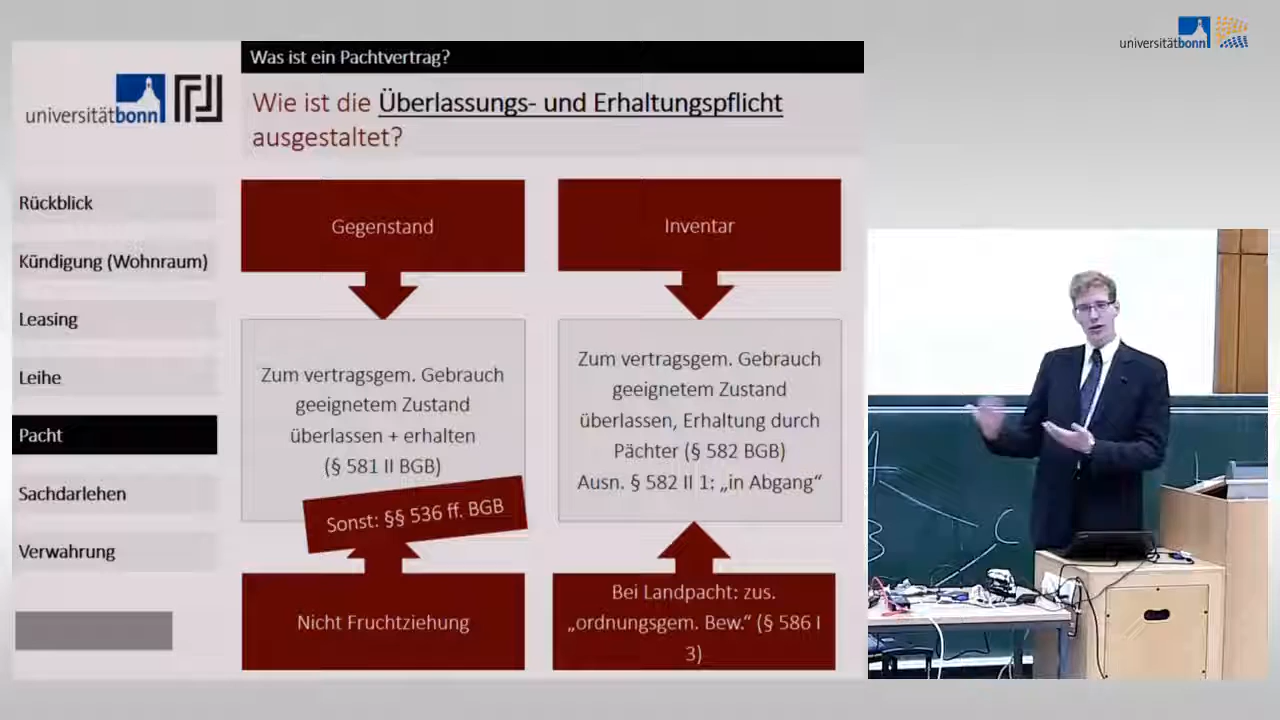 universitätbonn
Was ist ein Pachtvertrag?
universitätbonn
Wie ist die Überlassungs- und Erhaltungspflicht
ausgestaltet?
Rückblick
Kündigung (Wohnraum)
Leasing
Leihe
Pacht
Sachdarlehen
Verwahrung
Gegenstand
Zum vertragsgem. Gebrauch
geeignetem Zustand
überlassen + erhalten
(§ 581 II BGB)
Sonst: §§ 536 ff. BGB
Nicht Fruchtziehung
Inventar
Zum vertragsgem. Gebrauch
geeignetem Zustand
überlassen, Erhaltung durch
Pächter (§ 582 BGB)
Ausn. § 582 II 1: „in Abgang“
Bei Landpacht: zus.
„ordnungsgem. Bew.“ (§ 586 I
3)
C